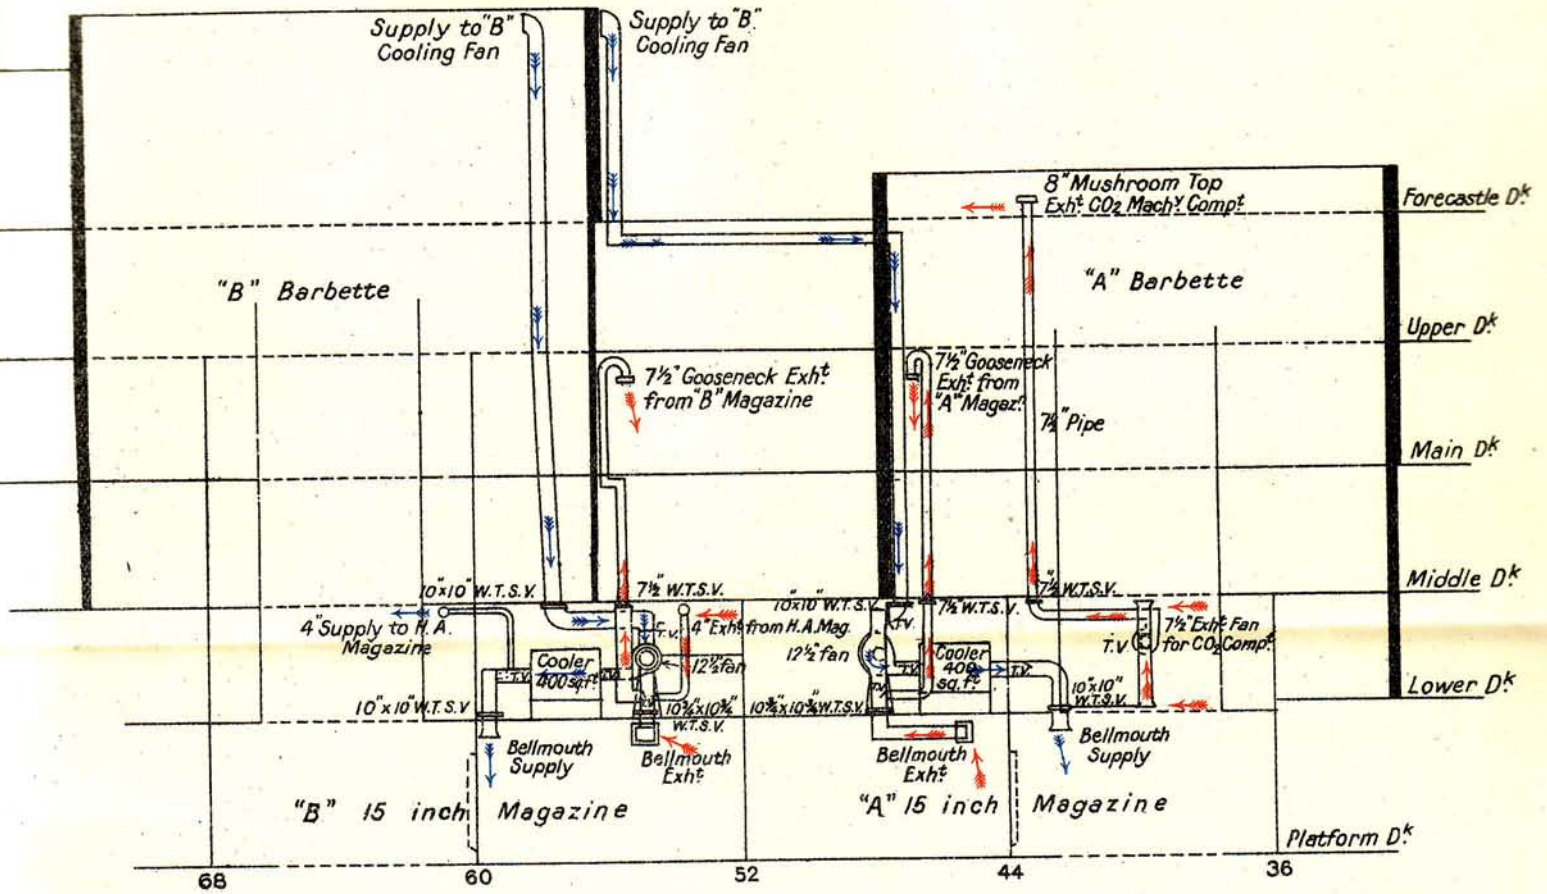 Supply to "B"
Cooling Fan
Supply to "B"
Cooling Fan
8" Mushroom Top
Exht. CO2 Machy. Compt.
Forecastle Dk.
"B" Barbette
"A" Barbette
Upper Dk.
7½" Gooseneck Exht.
from "B" Magazine
7½" Gooseneck
Exht. from
"A" Magaz.
7½" Pipe
Main Dk.
Middle Dk.
10"x10" W.T.S.V.
7½" W.T.S.V.
10"x10" W.T.S.V.
7½" W.T.S.V.
7½" W.T.S.V.
4" Supply to H.A.
Magazine
T.V.
4" Exht. from H.A. Mag.
T.V.
7½" Exht. Fan
for CO2 Compt.
T.V
Cooler
400 sq.ft.
T.V.
T.V.
12½" fan
12½" fan
T.V.
Cooler
400
sq.ft.
T.V.
Lower Dk.
10"x10" W.T.S.V
T.V.
10¾"x10¾"
W.T.S.V.
10¾"x10¾" W.T.S.V.
T.V.
10"x10"
W.T.S.V.
Bellmouth
Supply
Bellmouth
Exht.
Bellmouth
Exht.
Bellmouth
Supply
"B" 15 inch Magazine
"A" 15 inch Magazine
Platform Dk.
68 60 52 44 36